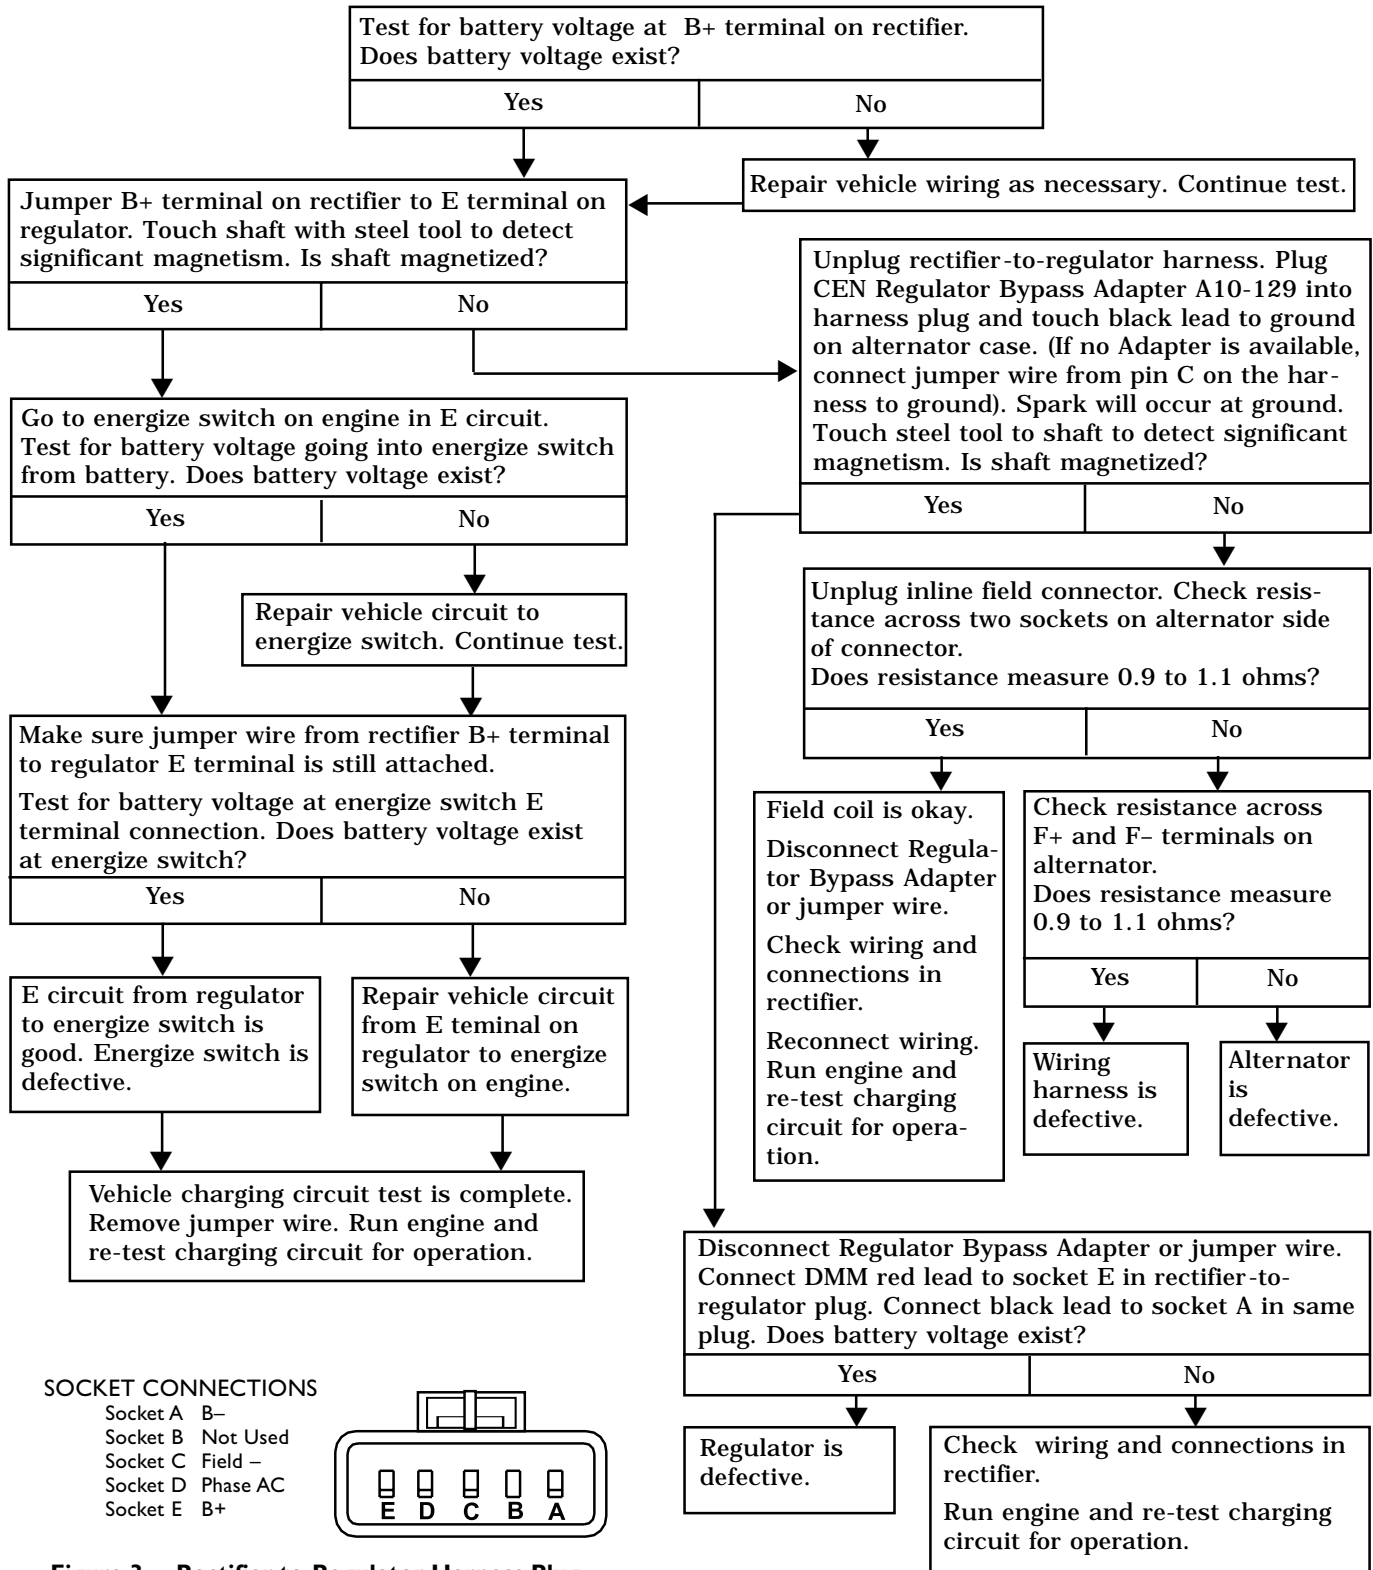 Test for battery voltage at B+ terminal on rectifier.
Does battery voltage exist?
Yes
No
Repair vehicle wiring as necessary. Continue test.
Jumper B+ terminal on rectifier to E terminal on
regulator. Touch shaft with steel tool to detect
significant magnetism. Is shaft magnetized?
Yes
No
Unplug rectifier-to-regulator harness. Plug
CEN Regulator Bypass Adapter A10-129 into
harness plug and touch black lead to ground
on alternator case. (If no Adapter is available,
connect jumper wire from pin C on the har-
ness to ground). Spark will occur at ground.
Touch steel tool to shaft to detect significant
magnetism. Is shaft magnetized?
Yes
No
Go to energize switch on engine in E circuit.
Test for battery voltage going into energize switch
from battery. Does battery voltage exist?
Yes
No
Repair vehicle circuit to
energize switch. Continue test.
Unplug inline field connector. Check resis-
tance across two sockets on alternator side
of connector.
Does resistance measure 0.9 to 1.1 ohms?
Yes
No
Make sure jumper wire from rectifier B+ terminal
to regulator E terminal is still attached.
Test for battery voltage at energize switch E
terminal connection. Does battery voltage exist
at energize switch?
Yes
No
Field coil is okay.
Disconnect Regula-
tor Bypass Adapter
or jumper wire.
Check wiring and
connections in
rectifier.
Reconnect wiring.
Run engine and
re-test charging
circuit for opera-
tion.
Check resistance across
F+ and F– terminals on
alternator.
Does resistance measure
0.9 to 1.1 ohms?
Yes
No
Wiring
harness is
defective.
Alternator
is
defective.
E circuit from regulator
to energize switch is
good. Energize switch is
defective.
Repair vehicle circuit
from E teminal on
regulator to energize
switch on engine.
Vehicle charging circuit test is complete.
Remove jumper wire. Run engine and
re-test charging circuit for operation.
Disconnect Regulator Bypass Adapter or jumper wire.
Connect DMM red lead to socket E in rectifier-to-
regulator plug. Connect black lead to socket A in same
plug. Does battery voltage exist?
Yes
No
Regulator is
defective.
Check wiring and connections in
rectifier.
Run engine and re-test charging
circuit for operation.
SOCKET CONNECTIONS
Socket A B–
Socket B Not Used
Socket C Field –
Socket D Phase AC
Socket E B+
E D C B A
Figure 3 Rectifier-to-Regulator Harness Plug